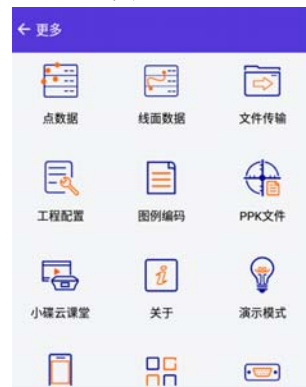 ← 更多
点数据 线面数据 文件传输
工程配置 图例编码 PPK文件
小碟云课堂 关于 演示模式